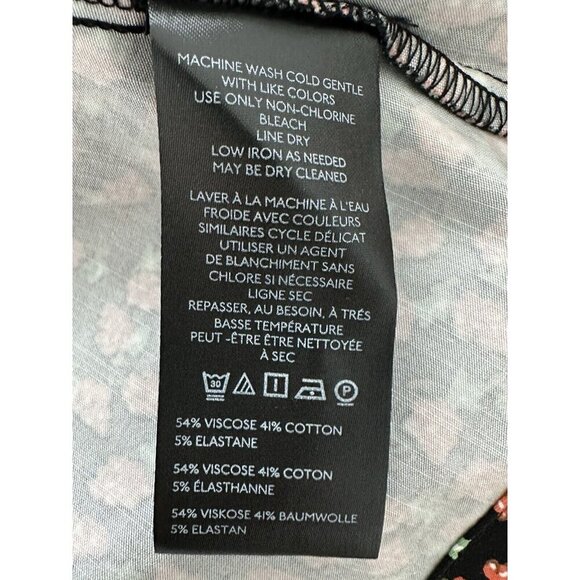 MACHINE WASH COLD GENTLE
WITH LIKE COLORS
USE ONLY NON-CHLORINE
BLEACH
LINE DRY
LOW IRON AS NEEDED
MAY BE DRY CLEANED
LAVER À LA MACHINE À L'EAU
FROIDE AVEC COULEURS
SIMILAIRES CYCLE DÉLICAT
UTILISER UN AGENT
DE BLANCHIMENT SANS
CHLORE SI NÉCESSAIRE
LIGNE SEC
REPASSER, AU BESOIN, À TRÉS
BASSE TEMPÉRATURE
PEUT -ÊTRE ÊTRE NETTOYÉE
À SEC
30 P
54% VISCOSE 41% COTTON
5% ELASTANE
54% VISCOSE 41% COTON
5% ÉLASTHANNE
54% VISKOSE 41% BAUMWOLLE
5% ELASTAN